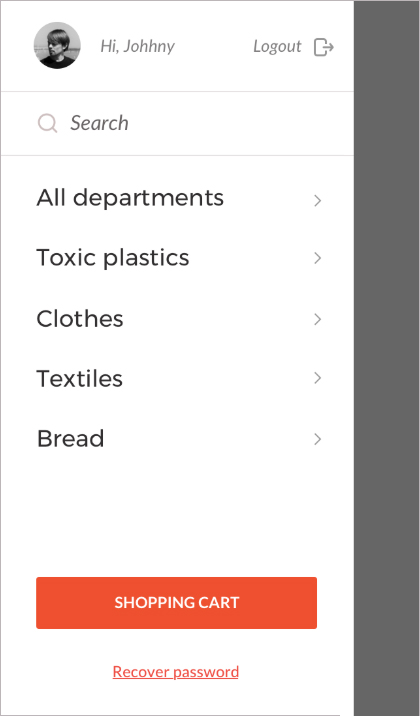 Hi, Johhny
Logout
Search
All departments
Toxic plastics
Clothes
Textiles
Bread
SHOPPING CART
Recover password